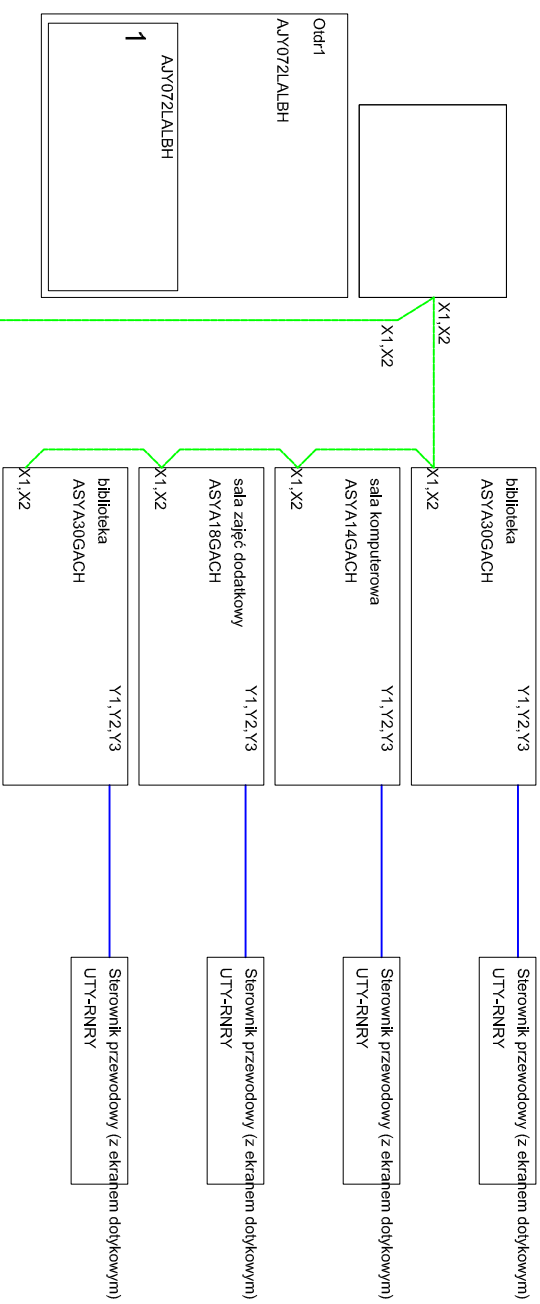 Otdr1
AJY072LALBH
AJY072LALBH
1
X1,X2
X1,X2
biblioteka
ASYA30GACH
X1,X2
Y1,Y2,Y3
Sterownik przewodowy (z ekranem dotykowym)
UTY-RNRY
sala komputerowa
ASYA14GACH
X1,X2
Y1,Y2,Y3
Sterownik przewodowy (z ekranem dotykowym)
UTY-RNRY
sala zajęć dodatkowy
ASYA18GACH
X1,X2
Y1,Y2,Y3
Sterownik przewodowy (z ekranem dotykowym)
UTY-RNRY
biblioteka
ASYA30GACH
X1,X2
Y1,Y2,Y3
Sterownik przewodowy (z ekranem dotykowym)
UTY-RNRY